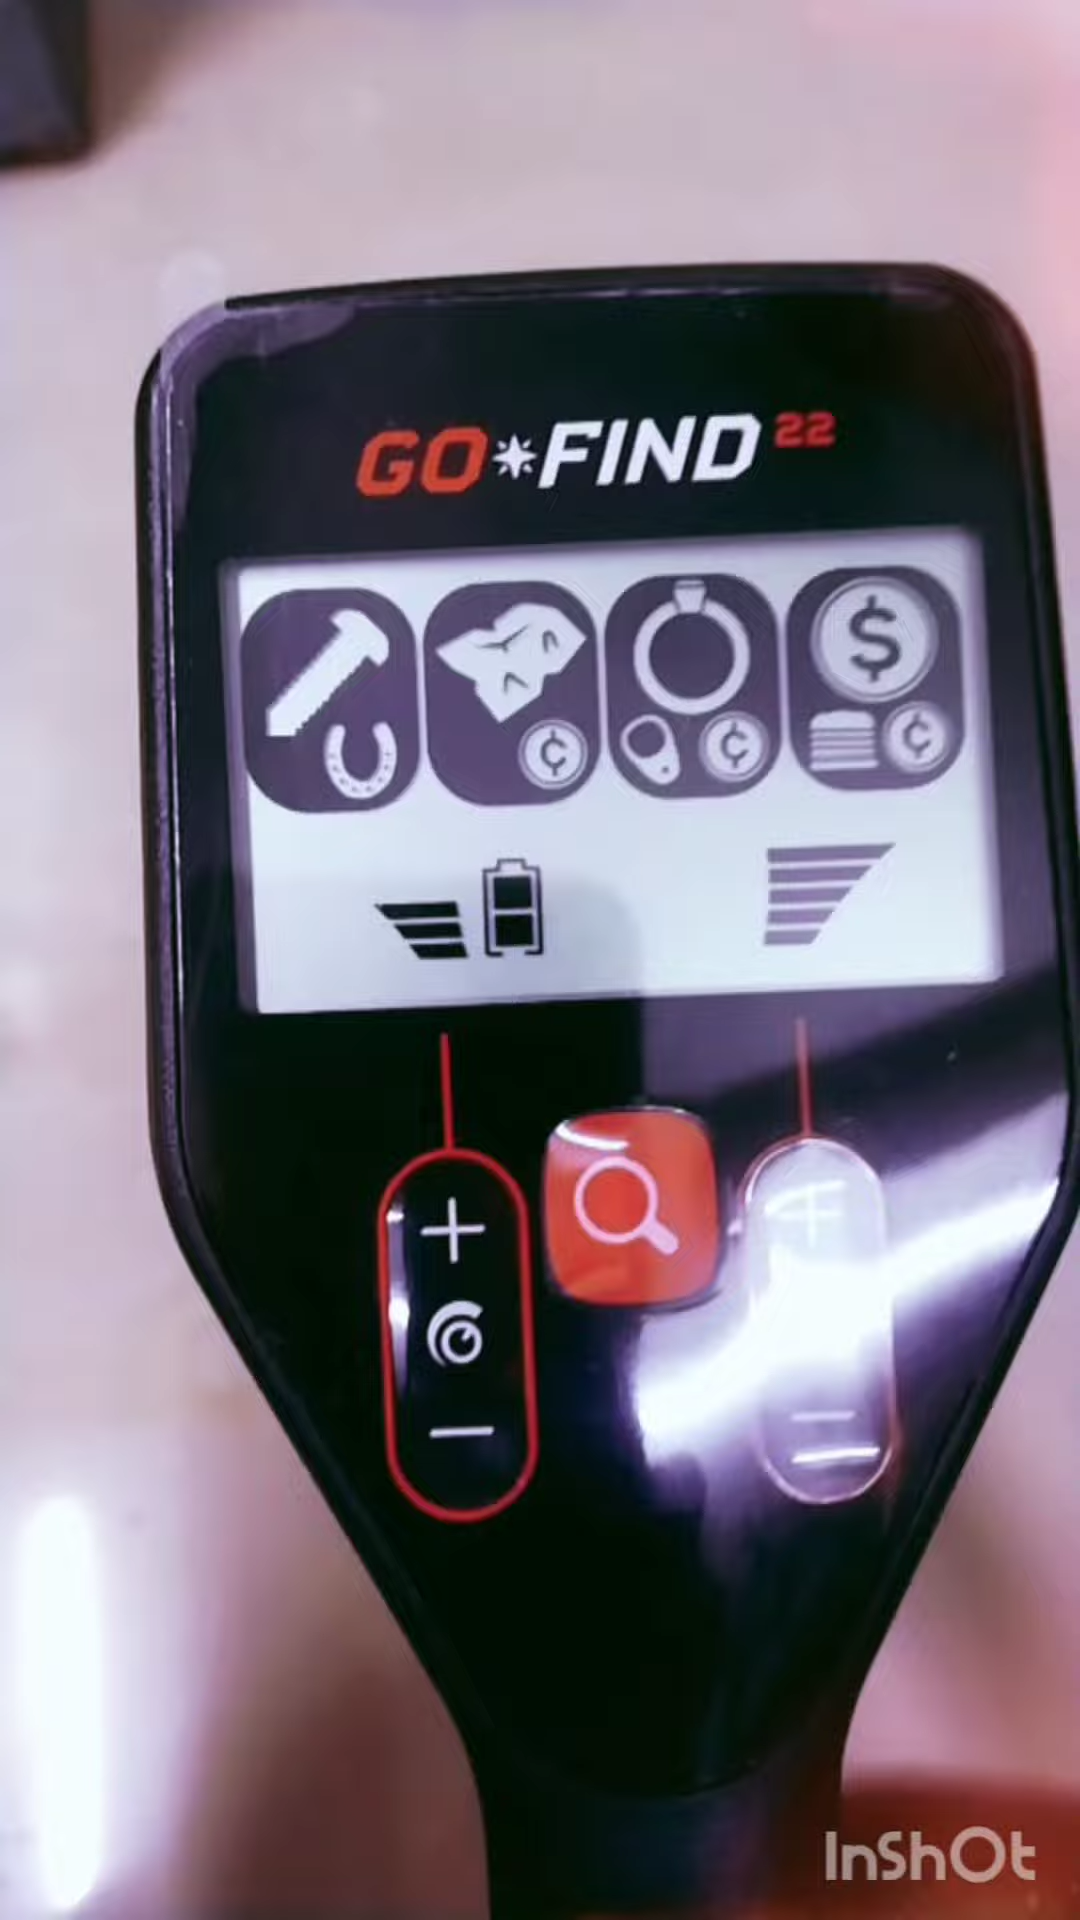 GO FIND 22
$
¢ ¢ ¢
+ +
− −
InShOt